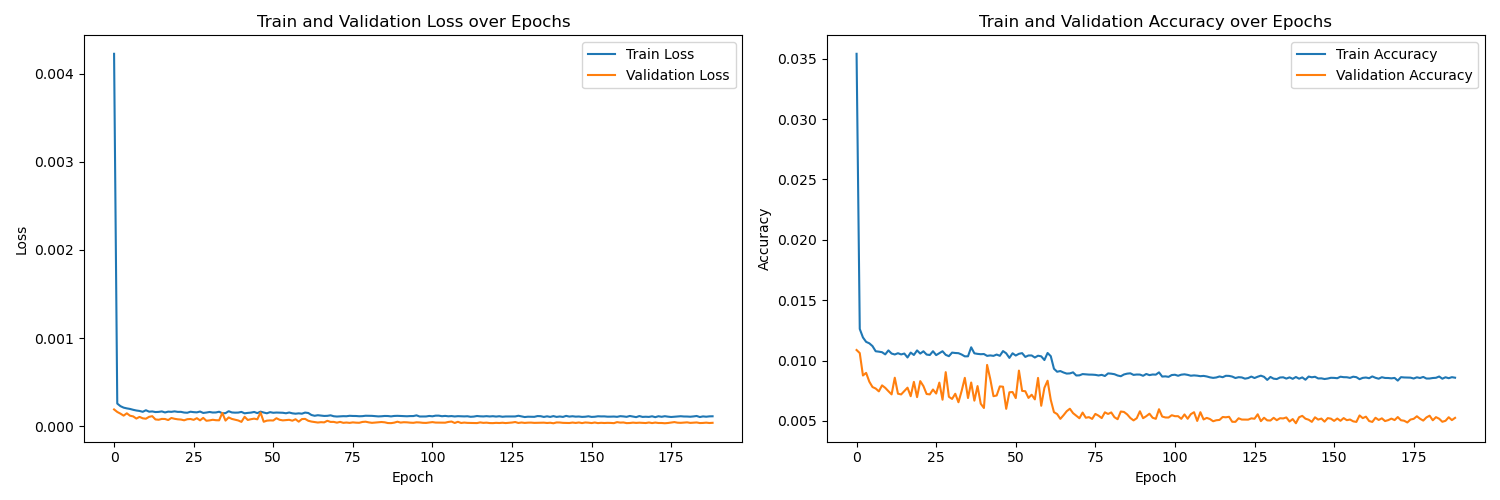 Train and Validation Loss over Epochs
Train Loss
Validation Loss
0.004
0.003
0.002
0.001
0.000
Loss
0 25 50 75 100 125 150 175
Epoch
Train and Validation Accuracy over Epochs
Train Accuracy
Validation Accuracy
0.035
0.030
0.025
0.020
0.015
0.010
0.005
Accuracy
0 25 50 75 100 125 150 175
Epoch